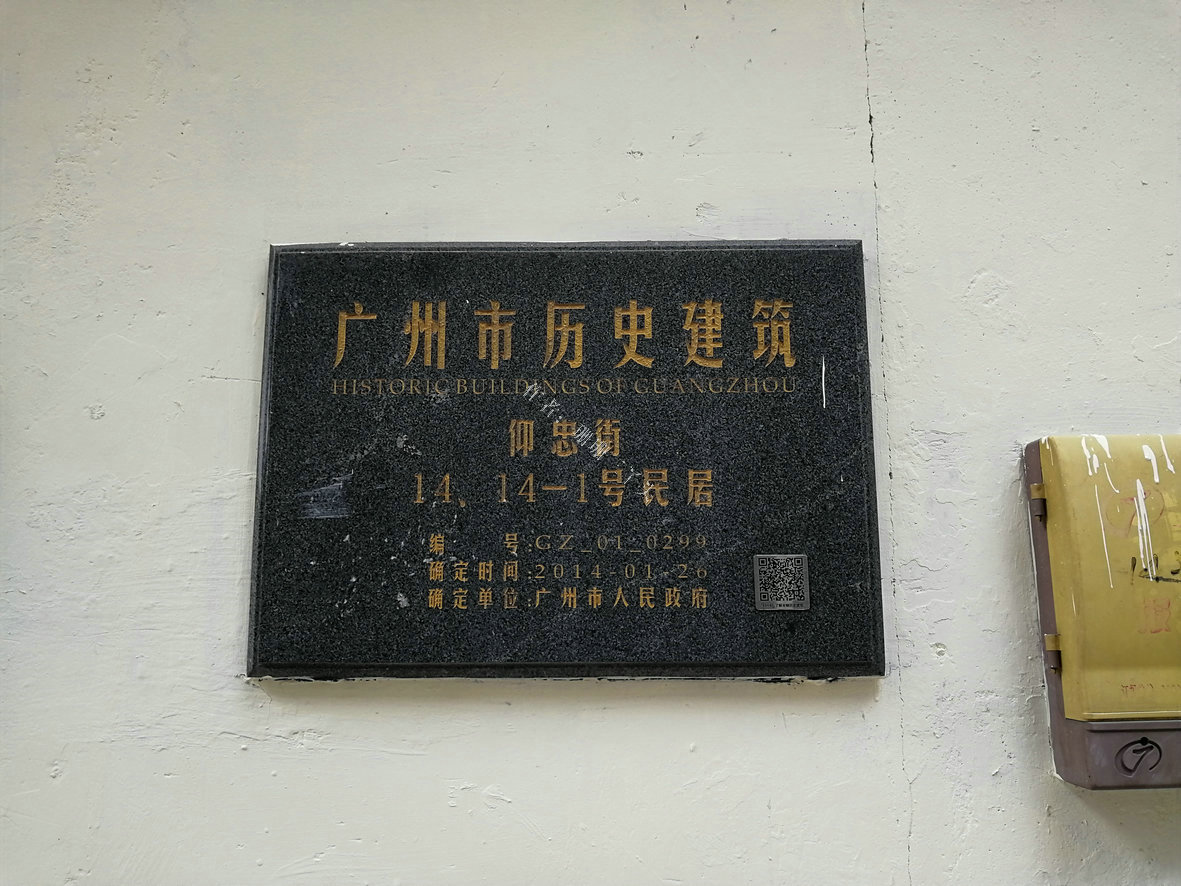 广州市历史建筑
HISTORIC BUILDINGS OF GUANGZHOU
仰忠街
14、14-1号民居
编 号:GZ_01_0299
确定时间:2014-01-26
确定单位:广州市人民政府